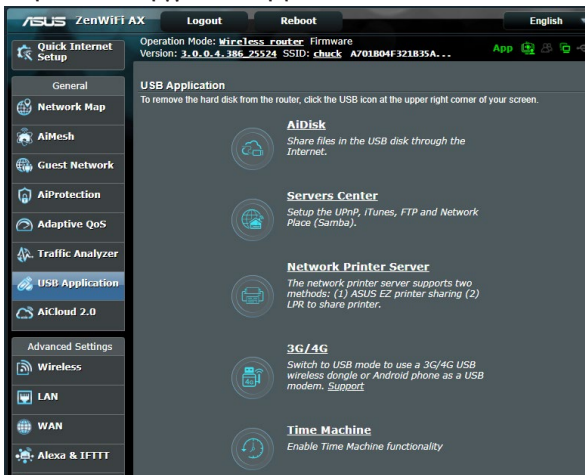 ASUS ZenWiFi AX Logout Reboot English
Quick Internet Setup
Operation Mode: Wireless router Firmware
Version: 3.0.0.4.386_25524 SSID: chuck A701B04F321B35A...
App
General
Network Map
AiMesh
Guest Network
AiProtection
Adaptive QoS
Traffic Analyzer
USB Application
AiCloud 2.0
Advanced Settings
Wireless
LAN
WAN
Alexa & IFTTT
USB Application
To remove the hard disk from the router, click the USB icon at the upper right corner of your screen.
AiDisk
Share files in the USB disk through the
Internet.
Servers Center
Setup the UPnP, iTunes, FTP and Network
Place (Samba).
Network Printer Server
The network printer server supports two
methods: (1) ASUS EZ printer sharing (2)
LPR to share printer.
3G/4G
Switch to USB mode to use a 3G/4G USB
wireless dongle or Android phone as a USB
modem. Support
4G
Time Machine
Enable Time Machine functionality